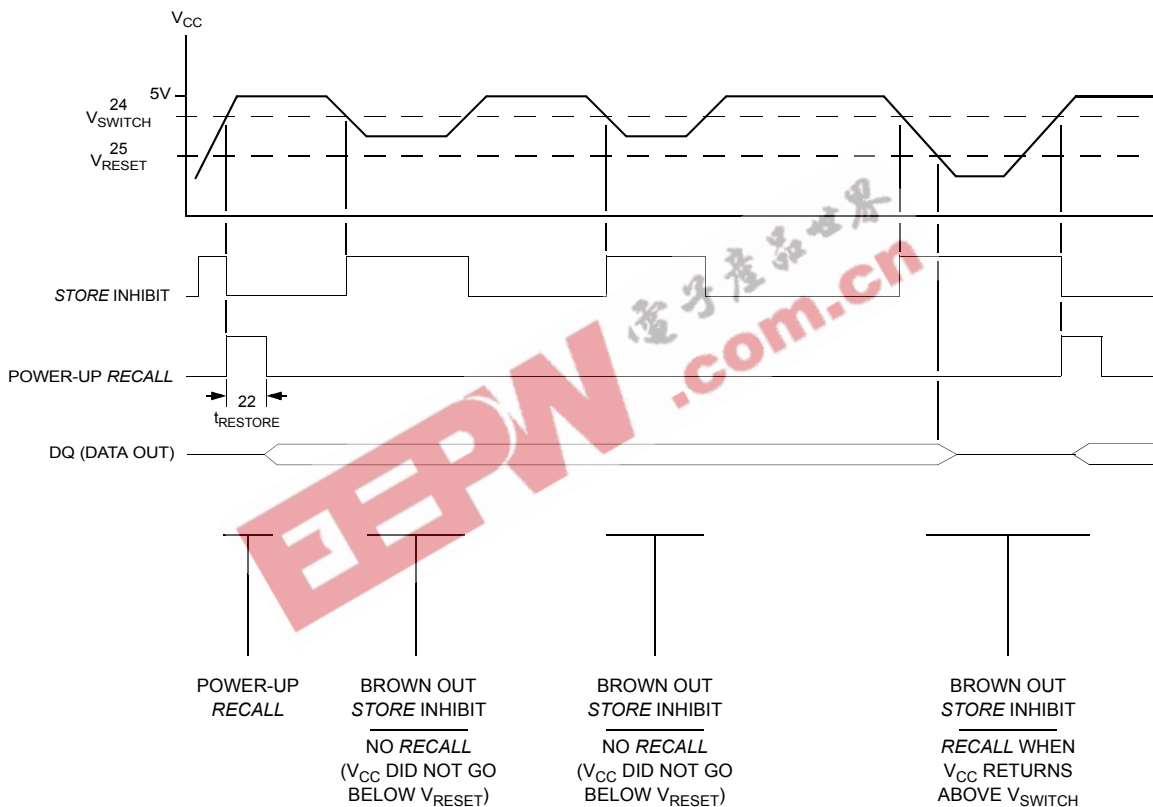 VCC
5V
24
VSWITCH
25
VRESET
STORE INHIBIT
POWER-UP RECALL
22
tRESTORE
DQ (DATA OUT)
電子產品世界
.com.cn
EEPW
POWER-UP
RECALL
BROWN OUT
STORE INHIBIT
NO RECALL
(VCC DID NOT GO
BELOW VRESET)
BROWN OUT
STORE INHIBIT
NO RECALL
(VCC DID NOT GO
BELOW VRESET)
BROWN OUT
STORE INHIBIT
RECALL WHEN
VCC RETURNS
ABOVE VSWITCH